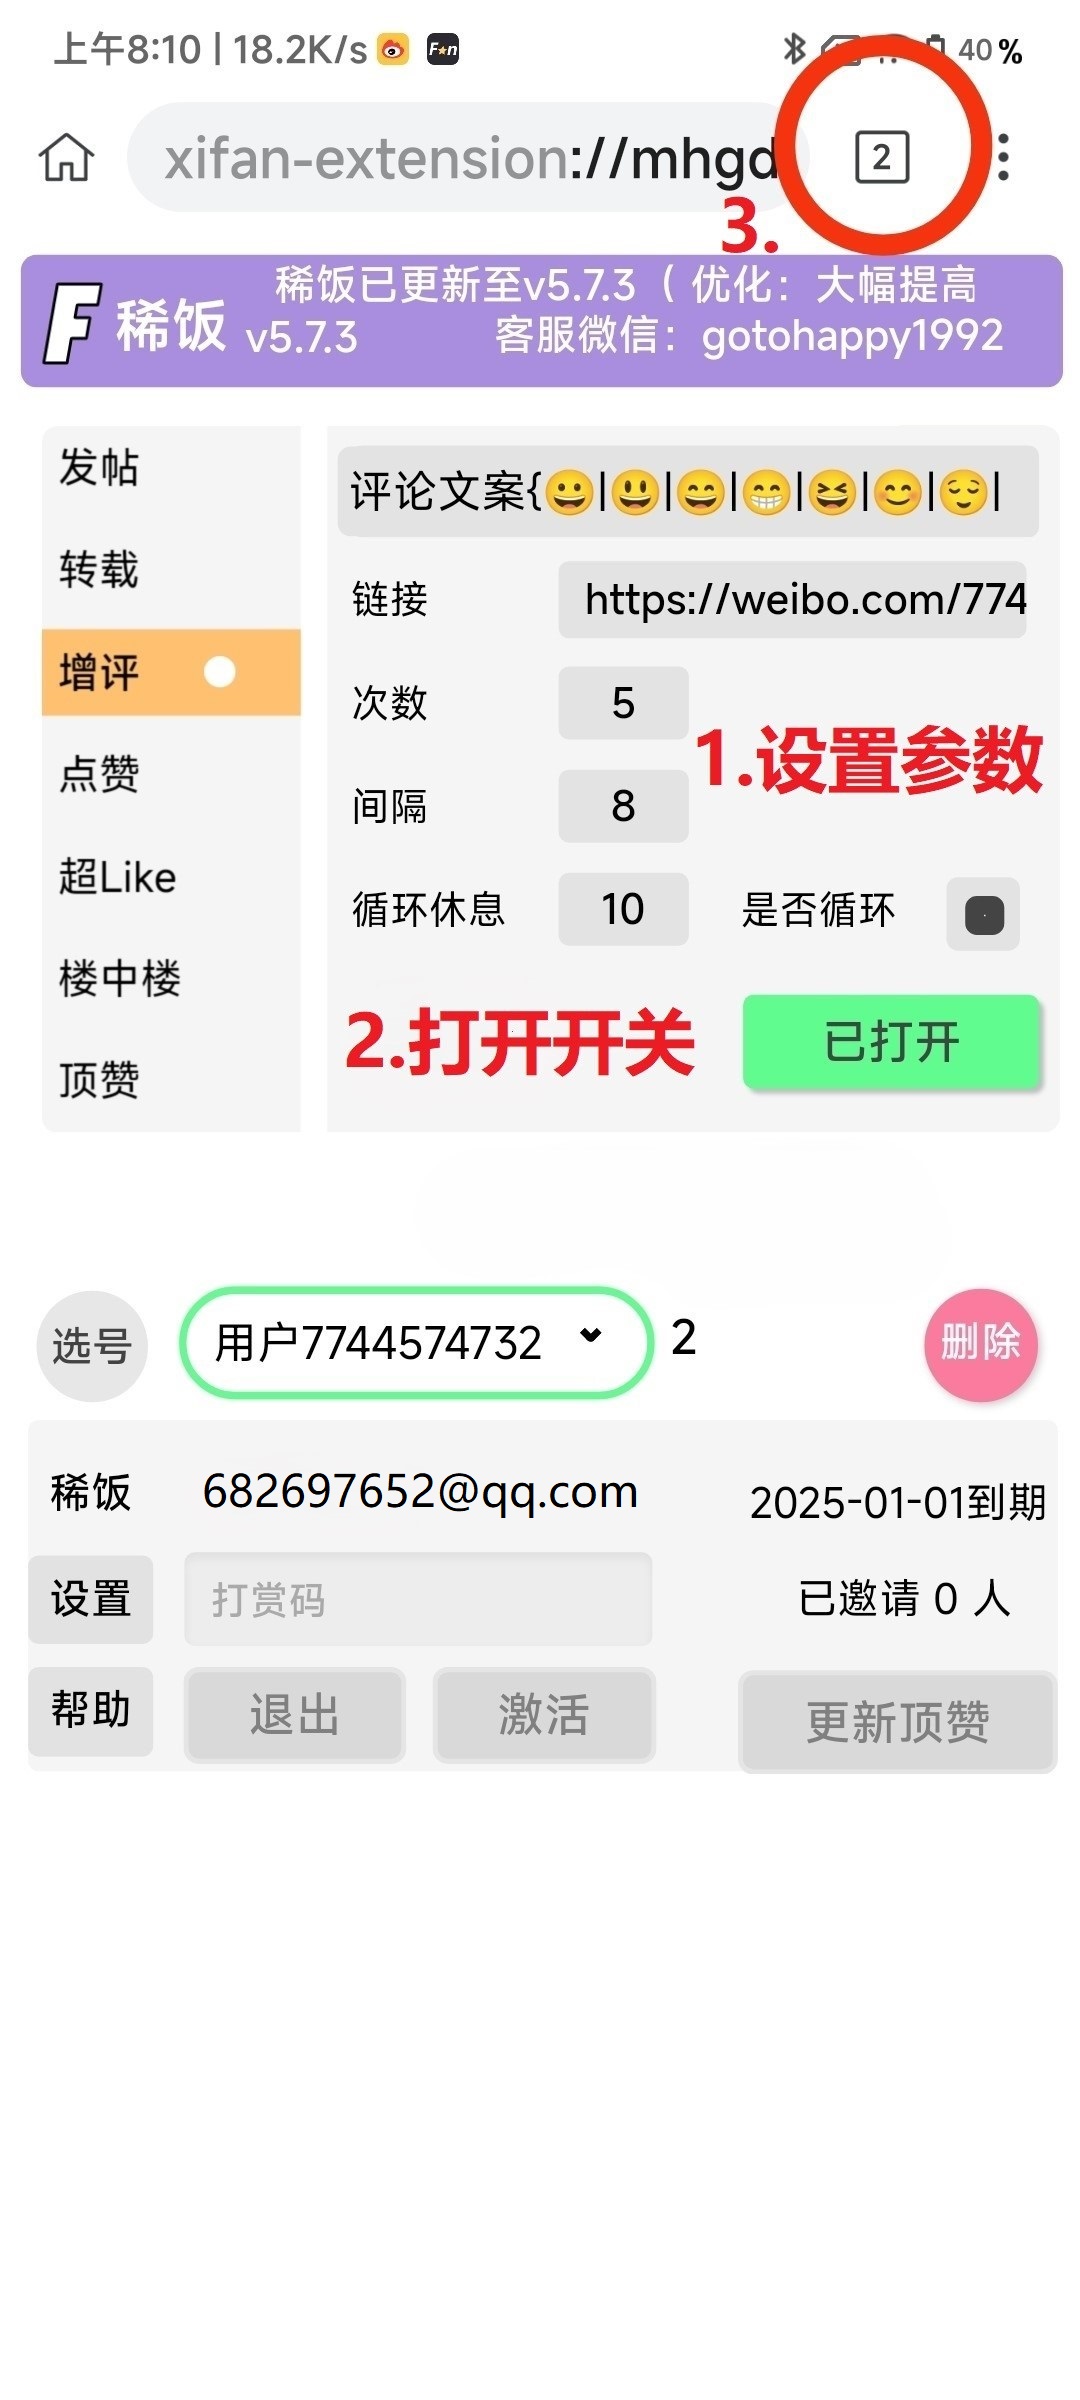 上午8:10 | 18.2K/s Fan 40 %
xifan-extension://mhgd
2
3.
稀饭已更新至v5.7.3（优化：大幅提高
F 稀饭 v5.7.3 客服微信：gotohappy1992
发帖
转载
增评
点赞
超Like
楼中楼
顶赞
评论文案{😀|😃|😄|😁|😆|😊|😌|
链接 https://weibo.com/774
次数 5
1.设置参数
间隔 8
循环休息 10 是否循环
2.打开开关 已打开
选号 用户7744574732 2 删除
稀饭 682697652@qq.com 2025-01-01到期
设置 打赏码 已邀请 0 人
帮助 退出 激活 更新顶赞